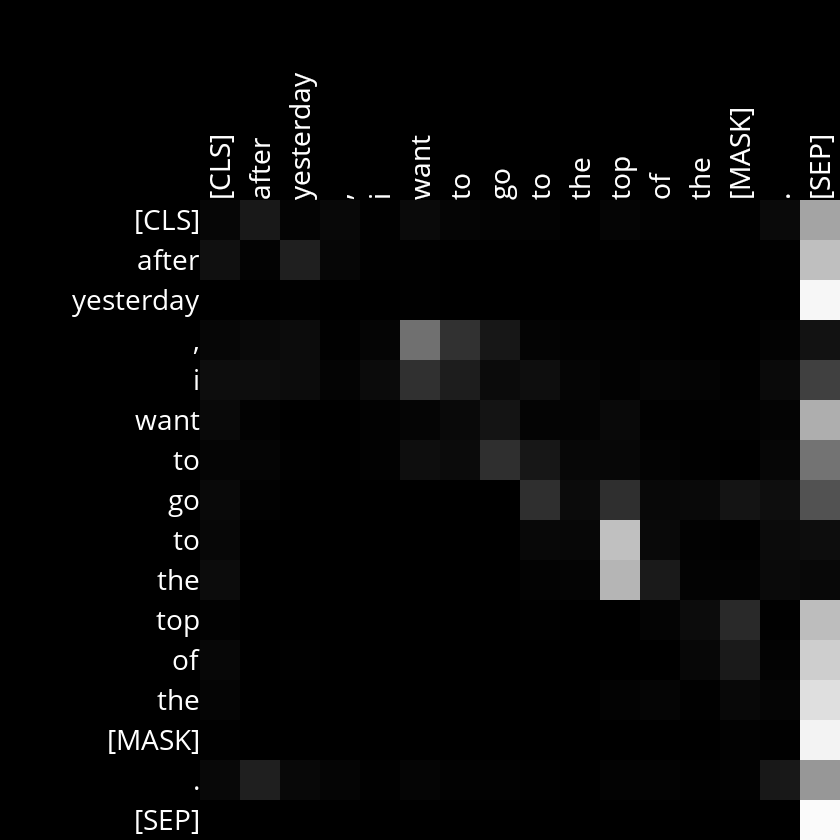 [CLS] after yesterday , i want to go to the top of the [MASK] . [SEP]
[CLS]
after
yesterday
,
i
want
to
go
to
the
top
of
the
[MASK]
.
[SEP]